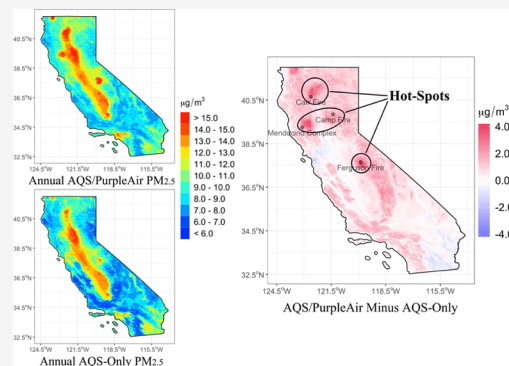 40.5°N
38.5°N
36.5°N
34.5°N
32.5°N
124.5°W
121.5°W
118.5°W
115.5°W
Annual AQS/PurpleAir PM2.5
μg/m³
> 15.0
14.0 - 15.0
13.0 - 14.0
12.0 - 13.0
11.0 - 12.0
10.0 - 11.0
9.0 - 10.0
8.0 - 9.0
7.0 - 8.0
6.0 - 7.0
< 6.0
40.5°N
38.5°N
36.5°N
34.5°N
32.5°N
124.5°W
121.5°W
118.5°W
115.5°W
Annual AQS-Only PM2.5
Hot-Spots
Carr Fire
Camp Fire
Mendocino Complex
Ferguson Fire
40.5°N
38.5°N
36.5°N
34.5°N
32.5°N
124.5°W
121.5°W
118.5°W
115.5°W
AQS/PurpleAir Minus AQS-Only
μg/m³
4.0
2.0
0.0
-2.0
-4.0